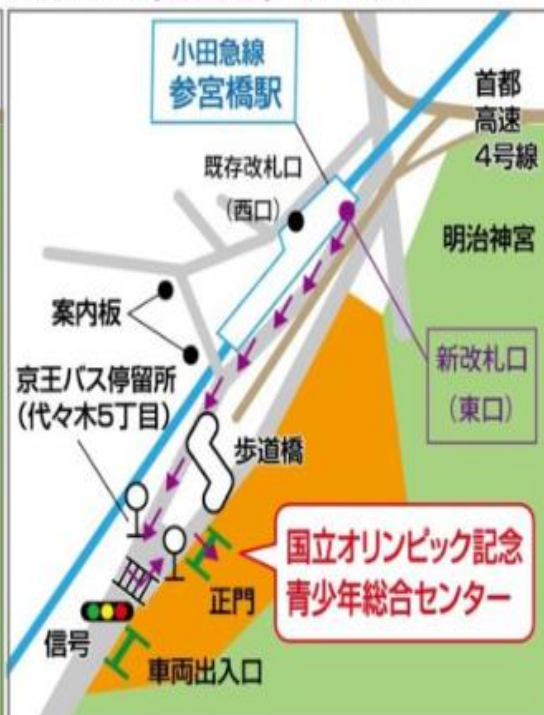 小田急線
参宮橋駅
首都
高速
4号線
既存改札口
（西口）
明治神宮
案内板
新改札口
（東口）
京王バス停留所
（代々木5丁目）
歩道橋
国立オリンピック記念
青少年総合センター
正門
信号
車両出入口